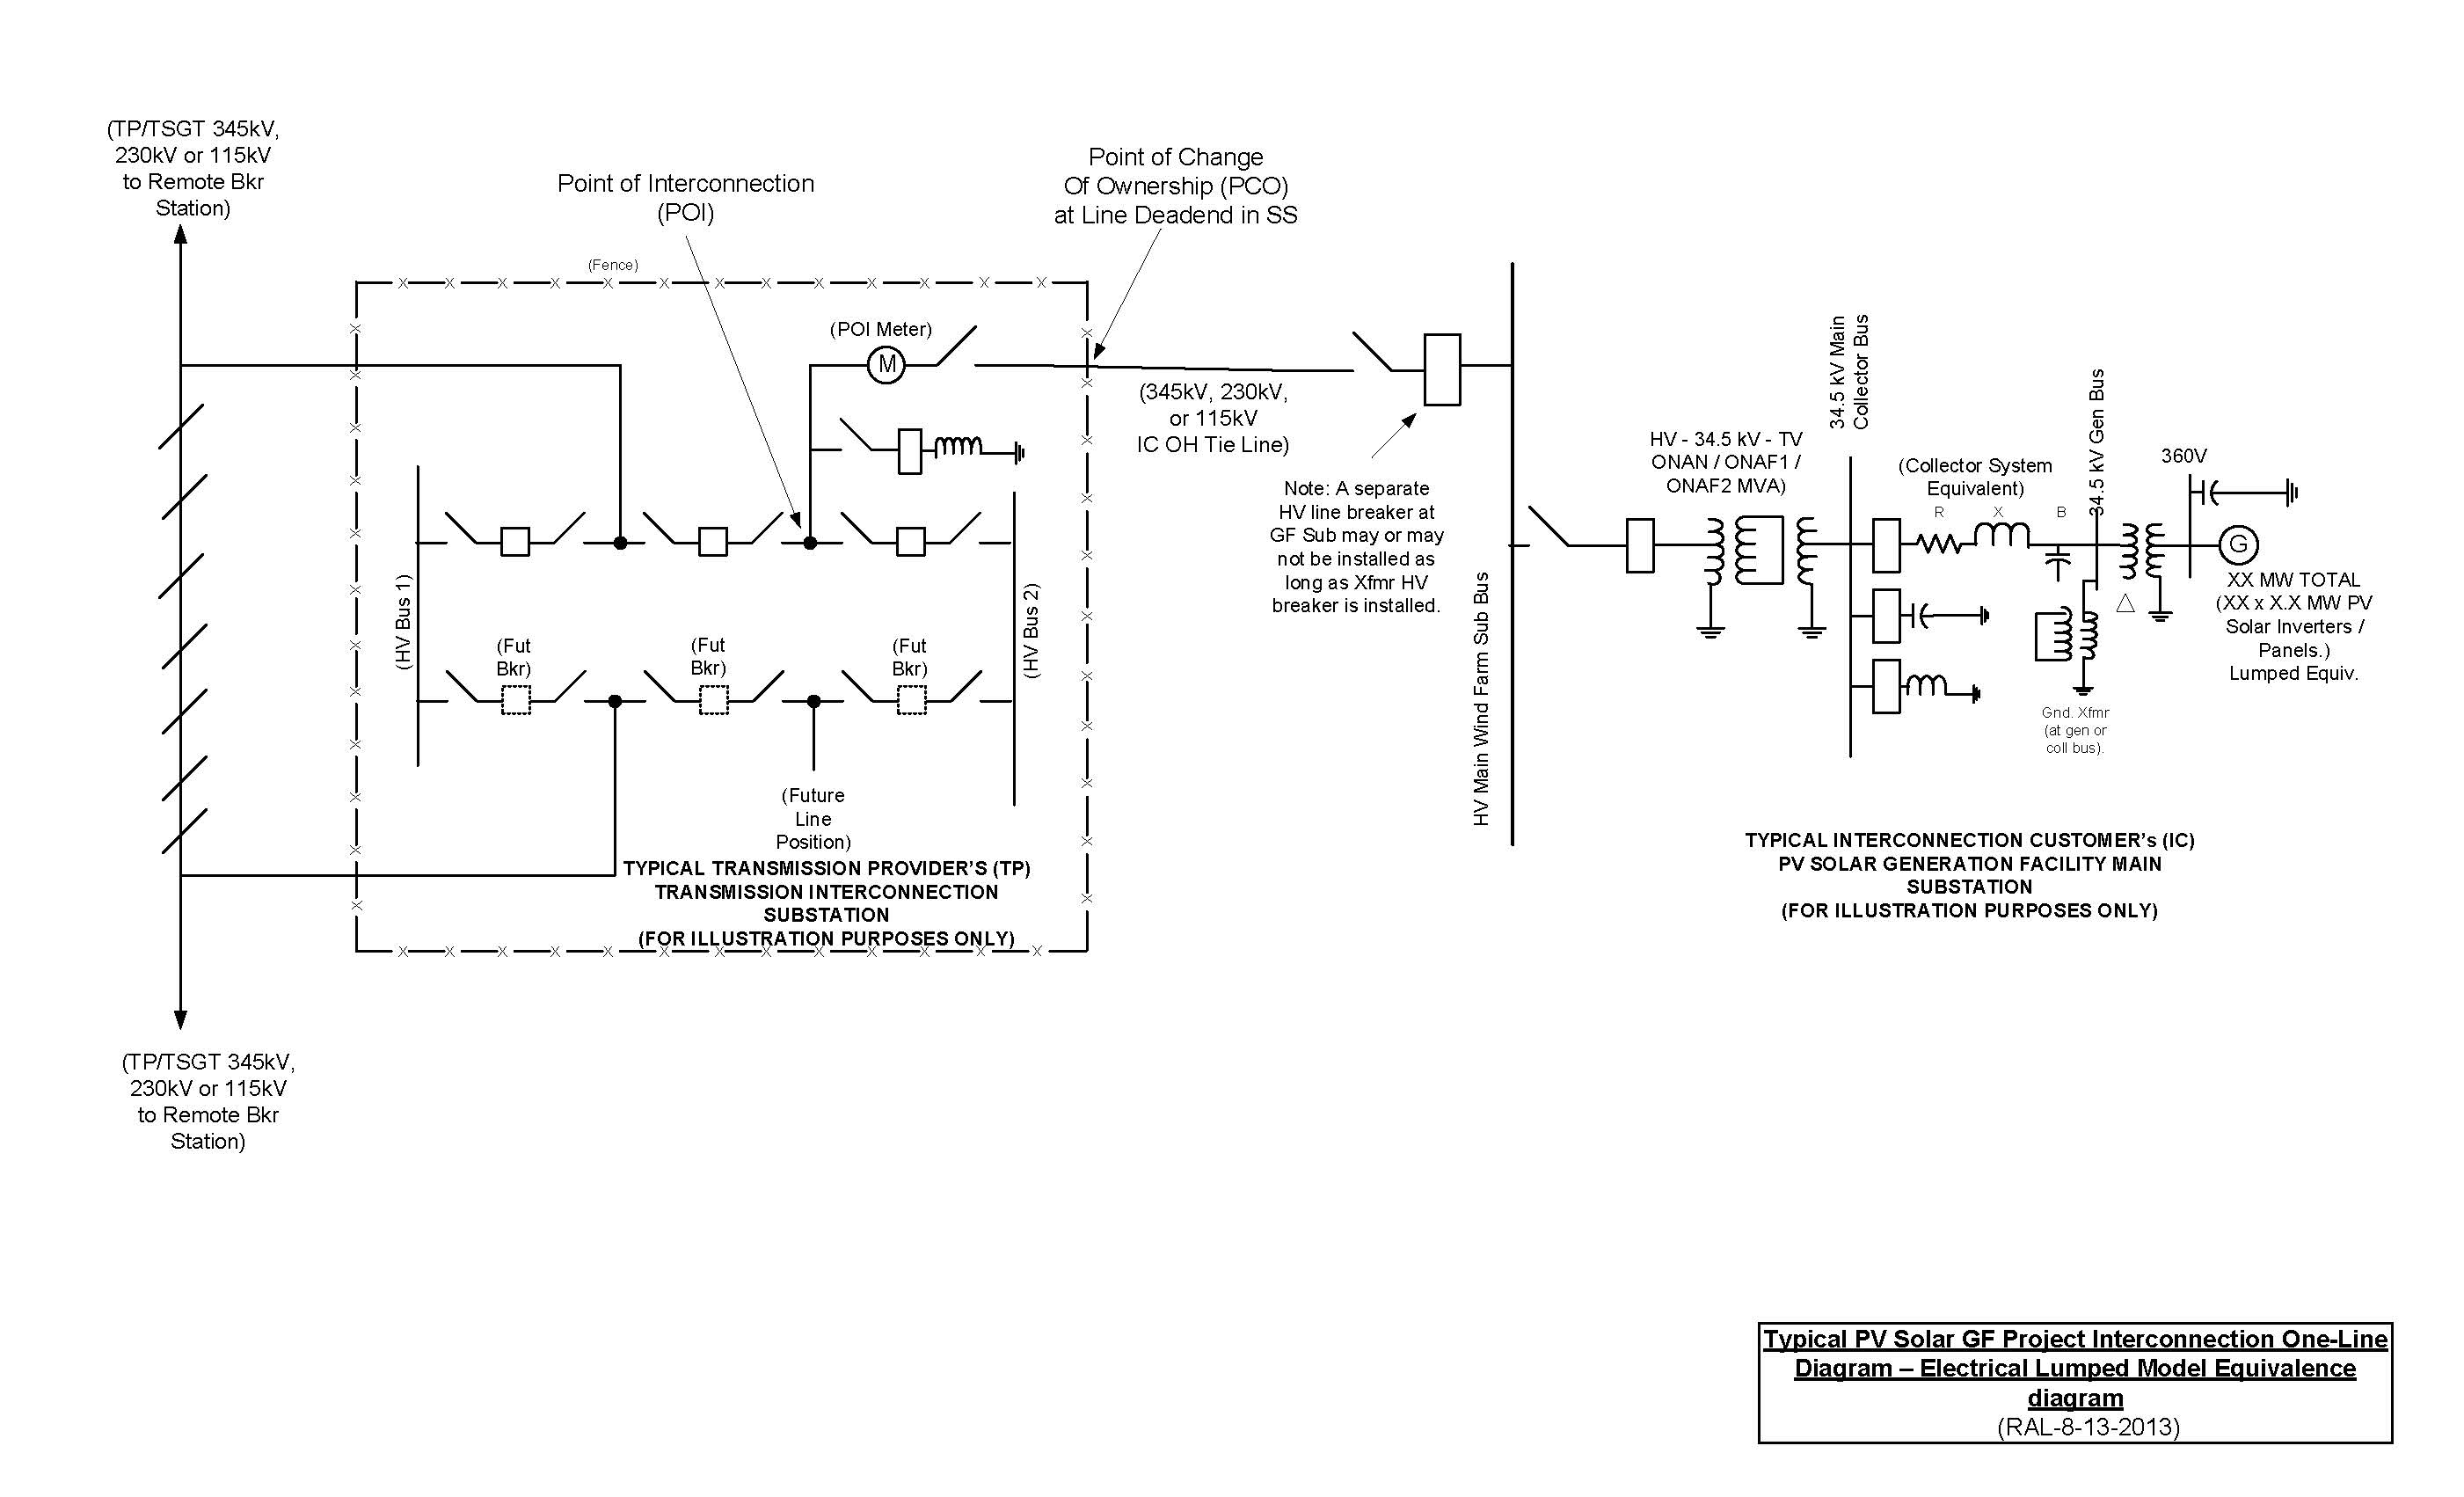 (TP/TSGT 345kV,
230kV or 115kV
to Remote Bkr
Station)
Point of Interconnection
(POI)
Point of Change
Of Ownership (PCO)
at Line Deadend in SS
(Fence)
(POI Meter)
M
(345kV, 230kV,
or 115kV
IC OH Tie Line)
Note: A separate
HV line breaker at
GF Sub may or may
not be installed as
long as Xfmr HV
breaker is installed.
(HV Bus 1)
(HV Bus 2)
(Fut
Bkr)
(Fut
Bkr)
(Fut
Bkr)
(Future
Line
Position)
TYPICAL TRANSMISSION PROVIDER'S (TP)
TRANSMISSION INTERCONNECTION
SUBSTATION
(FOR ILLUSTRATION PURPOSES ONLY)
(TP/TSGT 345kV,
230kV or 115kV
to Remote Bkr
Station)
HV Main Wind Farm Sub Bus
HV - 34.5 kV - TV
ONAN / ONAF1 /
ONAF2 MVA)
34.5 kV Main
Collector Bus
(Collector System
Equivalent)
R X B
34.5 kV Gen Bus
360V
G
XX MW TOTAL
(XX x X.X MW PV
Solar Inverters /
Panels.)
Lumped Equiv.
Gnd. Xfmr
(at gen or
coll bus).
TYPICAL INTERCONNECTION CUSTOMER's (IC)
PV SOLAR GENERATION FACILITY MAIN
SUBSTATION
(FOR ILLUSTRATION PURPOSES ONLY)
Typical PV Solar GF Project Interconnection One-Line
Diagram – Electrical Lumped Model Equivalence
diagram
(RAL-8-13-2013)